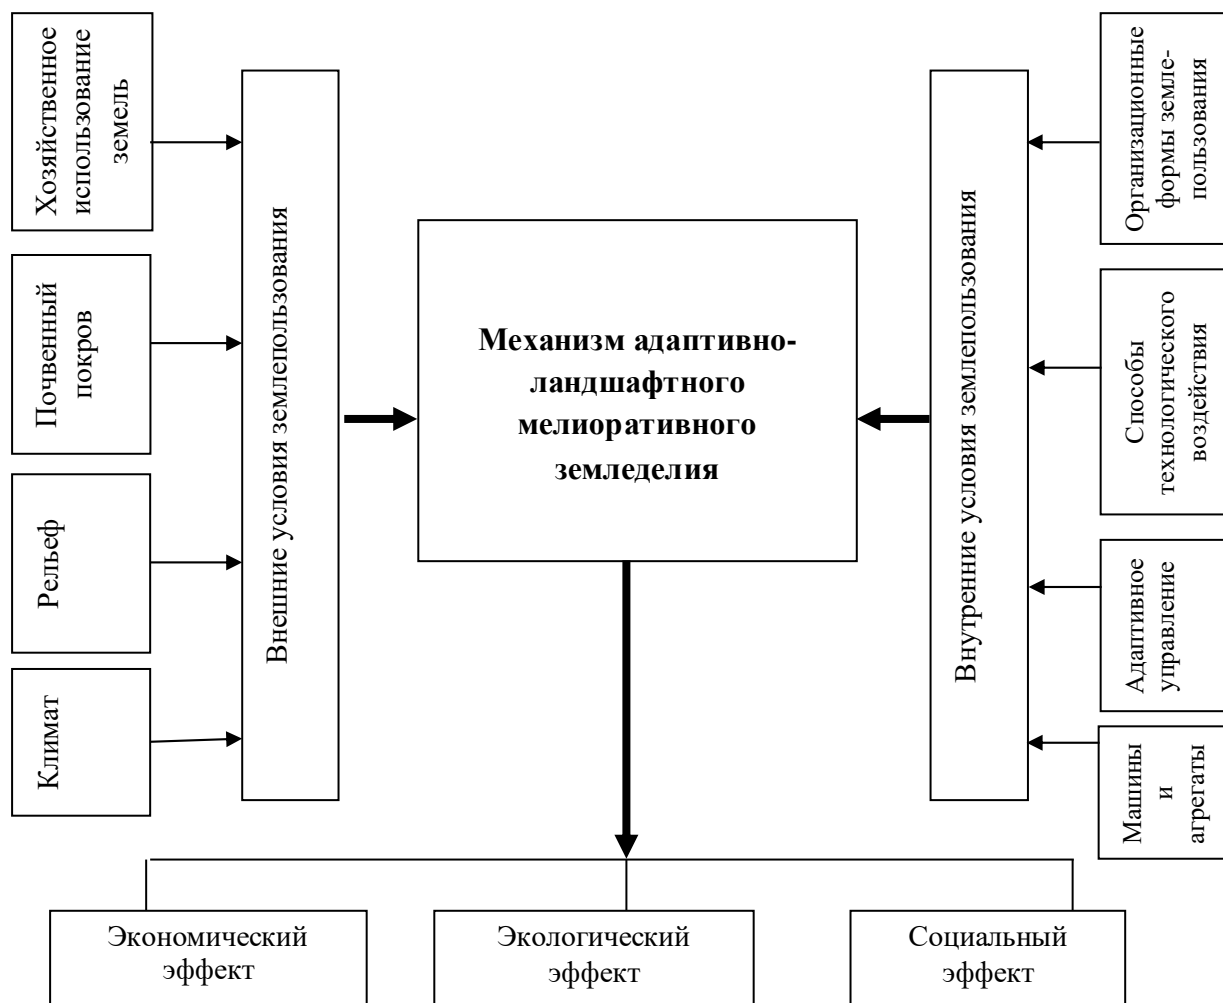 Хозяйственное
использование
земель
Почвенный
покров
Рельеф
Климат
Внешние условия землепользования
Механизм адаптивно-
ландшафтного
мелиоративного
земледелия
Внутренние условия землепользования
Организационные
формы земле-
пользования
Способы
технологического
воздействия
Адаптивное
управление
Машины
и
агрегаты
Экономический
эффект
Экологический
эффект
Социальный
эффект